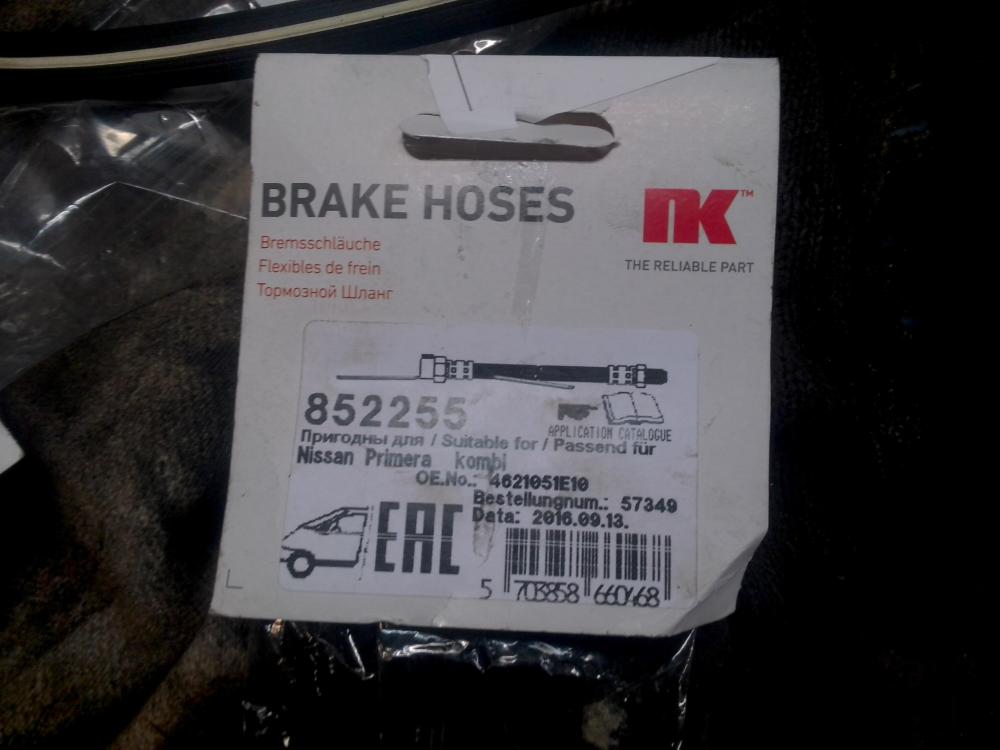 BRAKE HOSES
Bremsschläuche
Flexibles de frein
Тормозной Шланг
NK™
THE RELIABLE PART
852255
APPLICATION CATALOGUE
Пригодны для / Suitable for / Passend für
Nissan Primera kombi
OE.No.: 4621051E10
Bestellungnum.: 57349
Data: 2016.09.13.
EAC
5 703858 660468